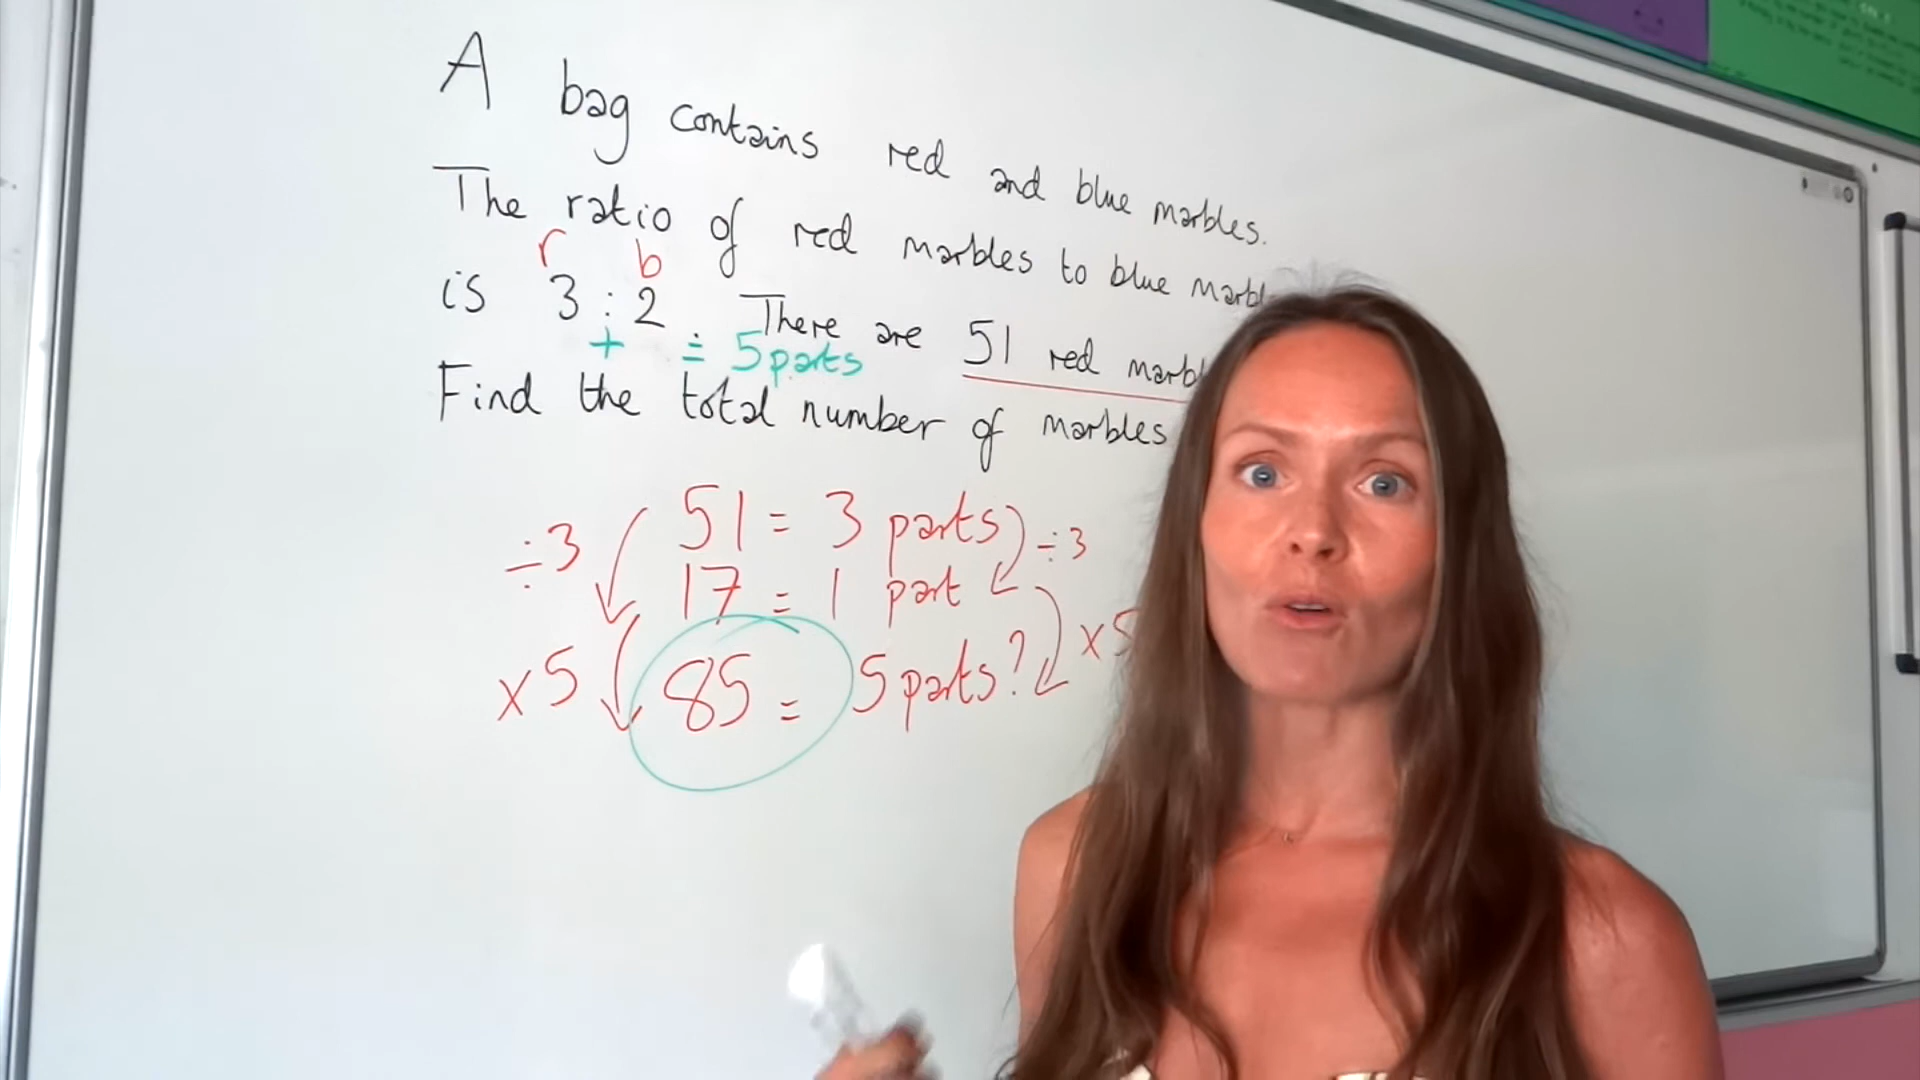 A bag contains red and blue marbles.
The ratio of red marbles to blue
r b
is 3 : 2 There are 51 red
+ = 5 parts
Find the total number of marbles
÷3 51 = 3 parts ÷3
17 = 1 part
x5 85 = 5 parts? x5